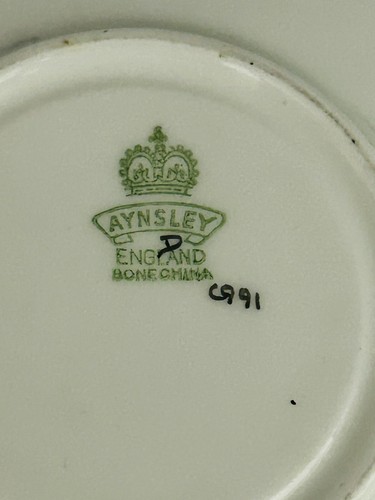 AYNSLEY
D
ENGLAND
BONE CHINA
C991